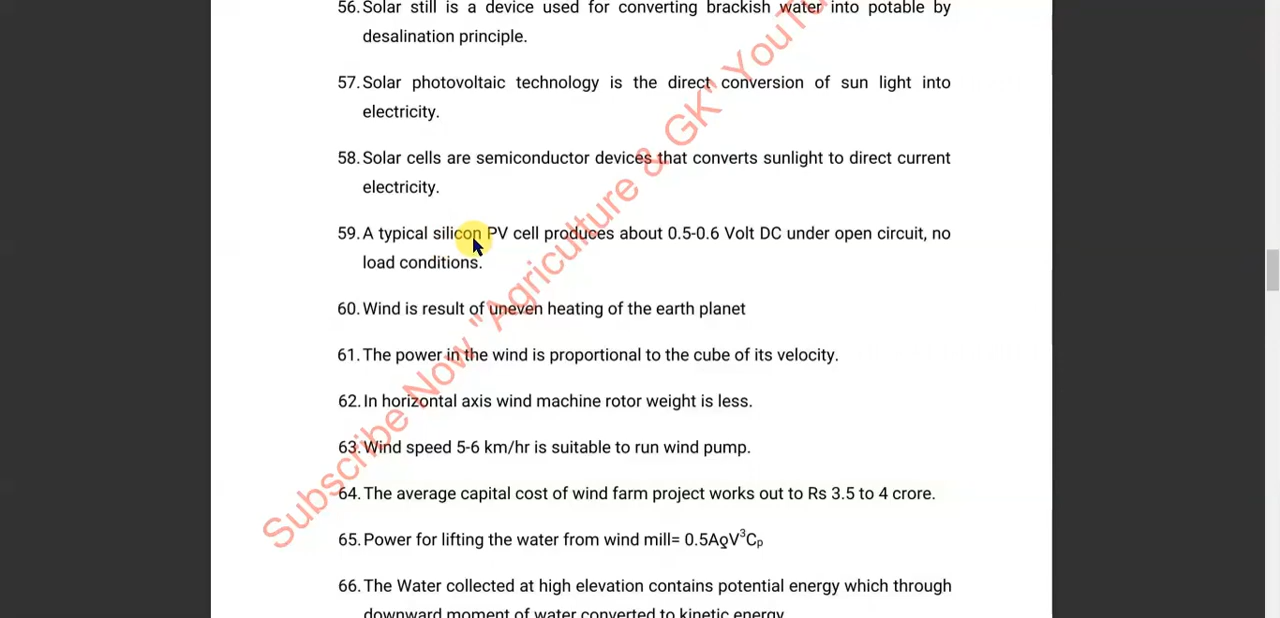 56. Solar still is a device used for converting brackish water into potable by
desalination principle.
57. Solar photovoltaic technology is the direct conversion of sun light into
electricity.
58. Solar cells are semiconductor devices that converts sunlight to direct current
electricity.
59. A typical silicon PV cell produces about 0.5-0.6 Volt DC under open circuit, no
load conditions.
60. Wind is result of uneven heating of the earth planet
61. The power in the wind is proportional to the cube of its velocity.
62. In horizontal axis wind machine rotor weight is less.
63. Wind speed 5-6 km/hr is suitable to run wind pump.
64. The average capital cost of wind farm project works out to Rs 3.5 to 4 crore.
65. Power for lifting the water from wind mill= 0.5AϱV³Cₚ
66. The Water collected at high elevation contains potential energy which through
downward moment of water converted to kinetic energy
Subscribe Now "Agriculture & GK" YouTu